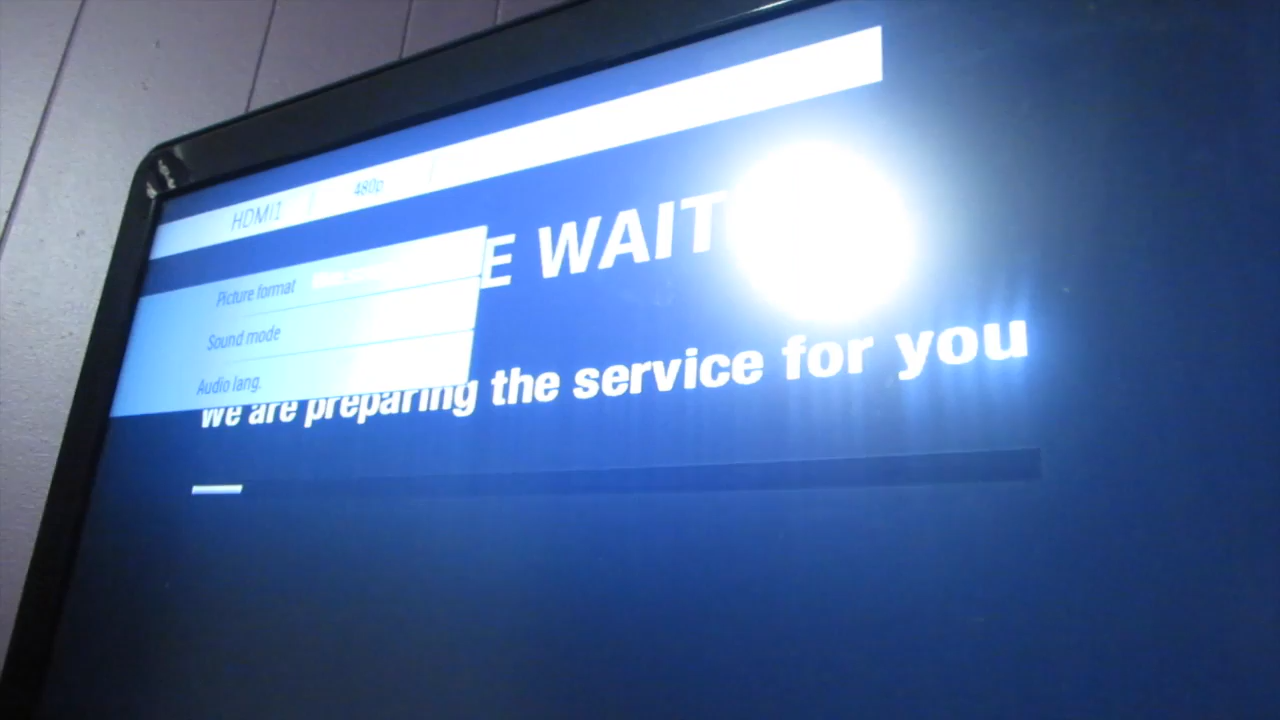 HDMI1 480p
E WAIT
Picture format
Sound mode
Audio lang.
We are preparing the service for you